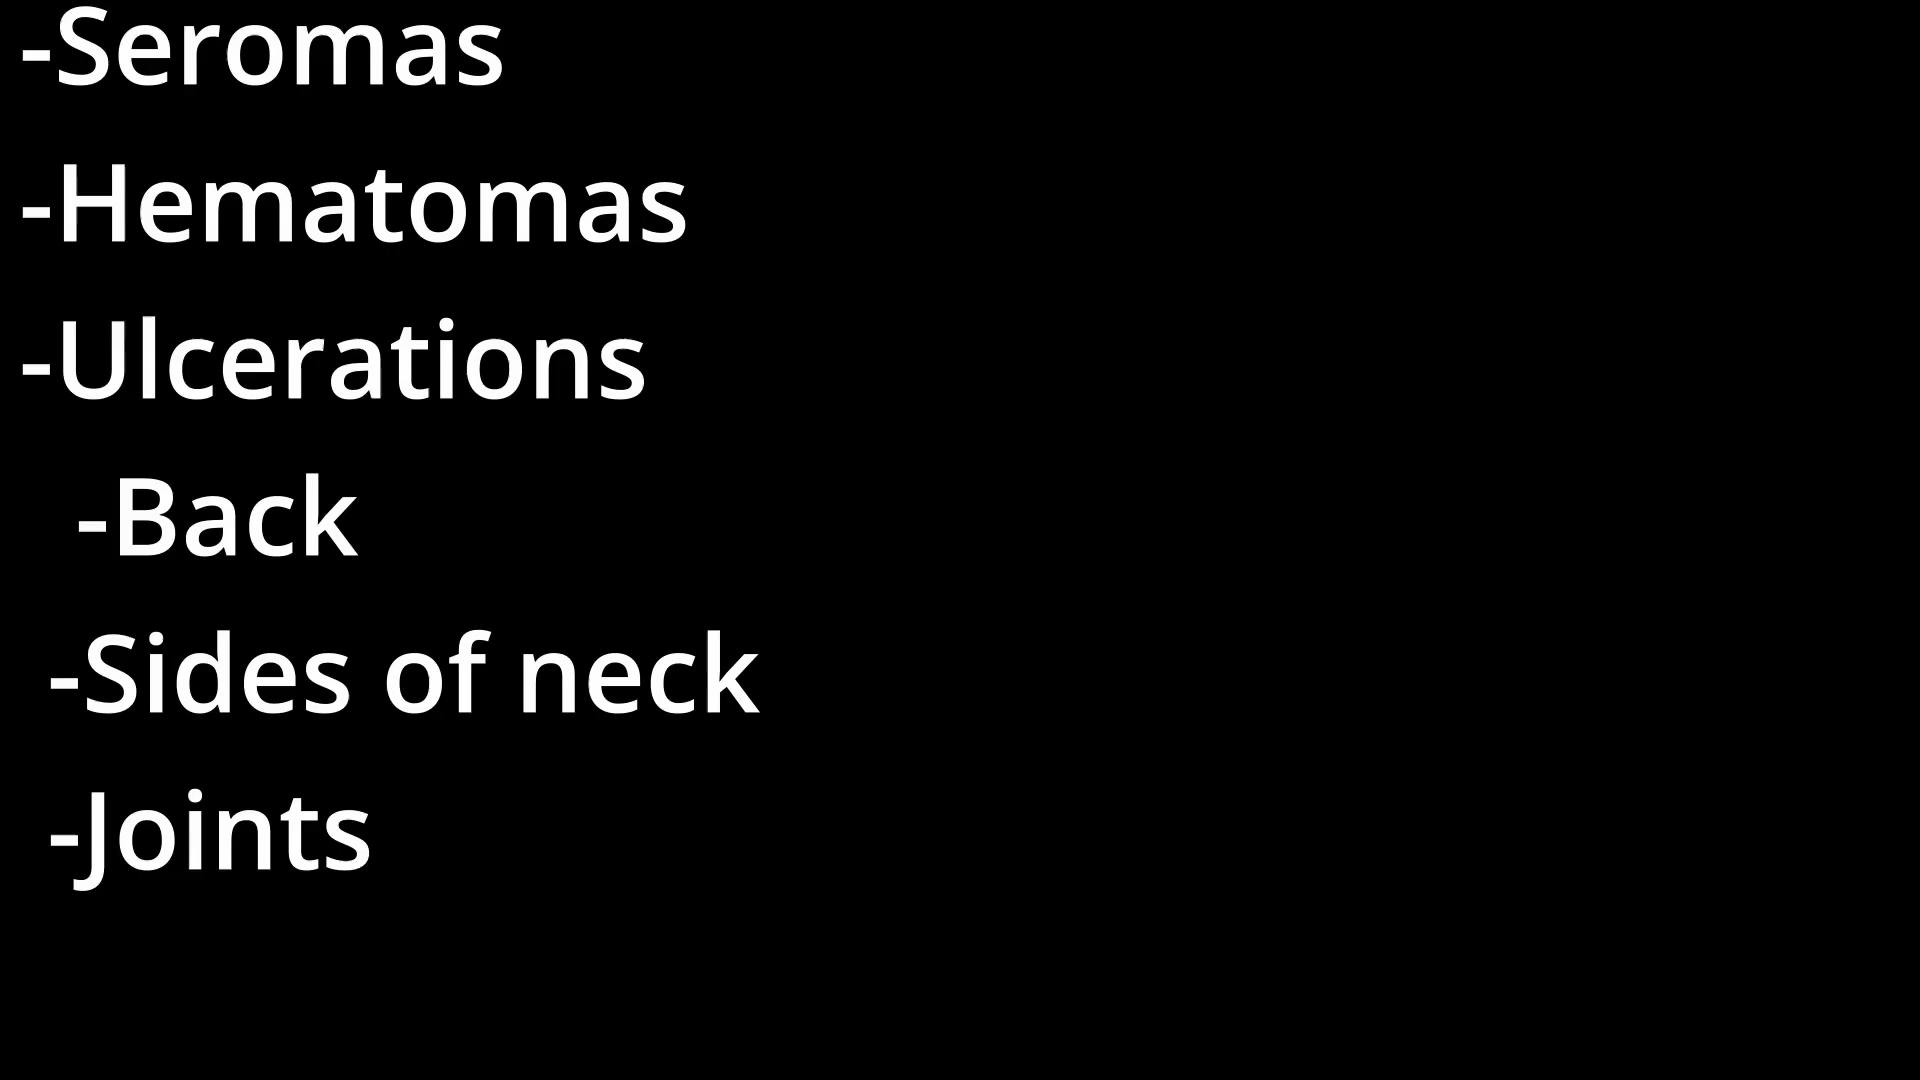 -Seromas
-Hematomas
-Ulcerations
-Back
-Sides of neck
-Joints